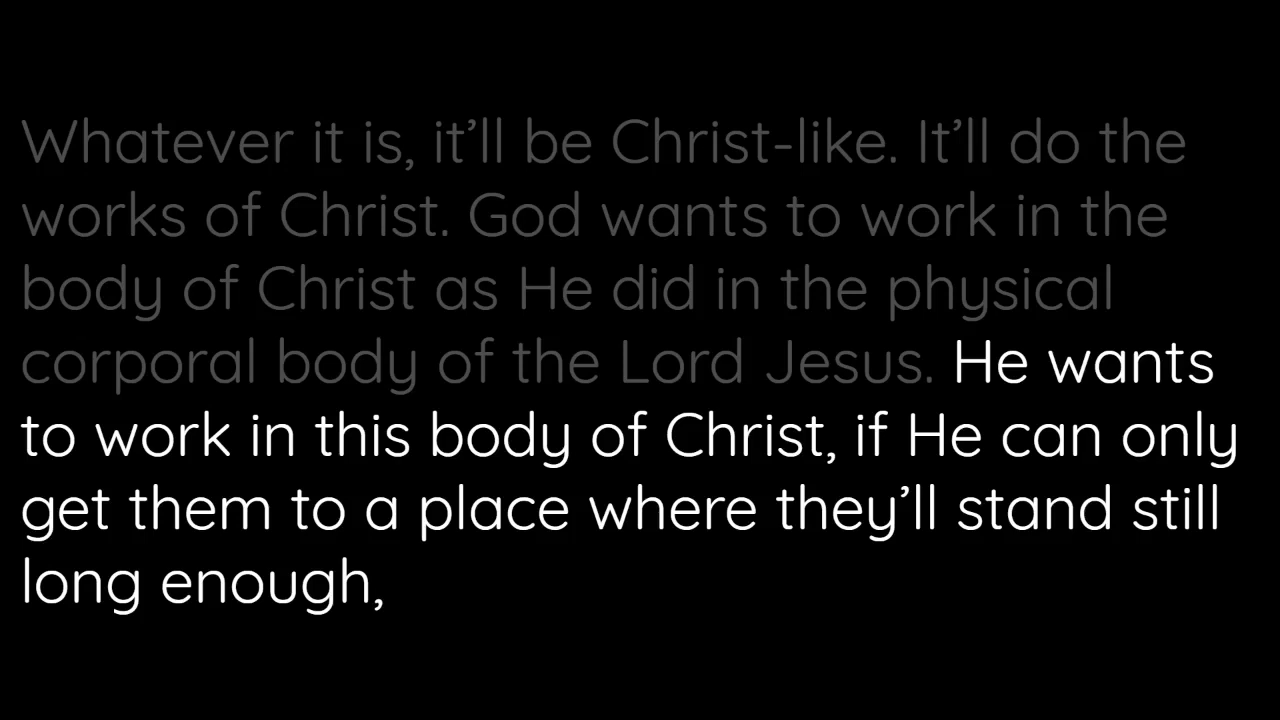 Whatever it is, it’ll be Christ-like. It’ll do the
works of Christ. God wants to work in the
body of Christ as He did in the physical
corporal body of the Lord Jesus. He wants
to work in this body of Christ, if He can only
get them to a place where they’ll stand still
long enough,